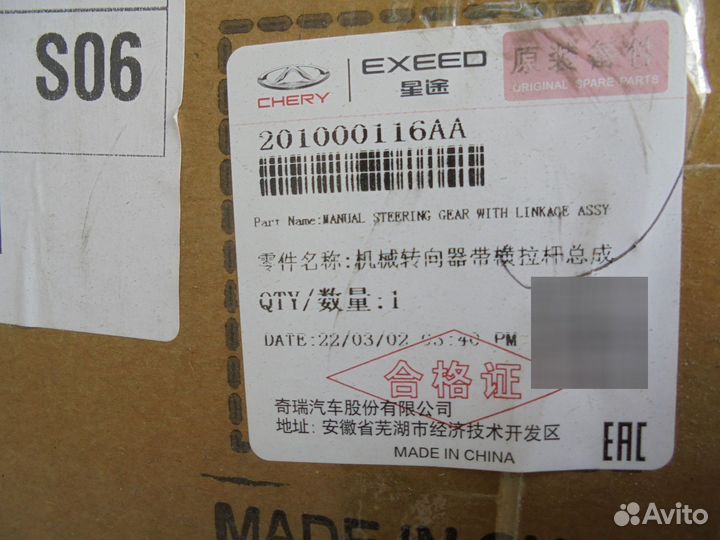 S06
CHERY
EXEED
星途
原装备件
ORIGINAL SPARE PARTS
201000116AA
Part Name:MANUAL STEERING GEAR WITH LINKAGE ASSY
零件名称:机械转向器带横拉杆总成
QTY/数量:1
DATE:22/03/02 03:40 PM
合格证
奇瑞汽车股份有限公司
地址: 安徽省芜湖市经济技术开发区
MADE IN CHINA
EAC
MADE IN
Avito